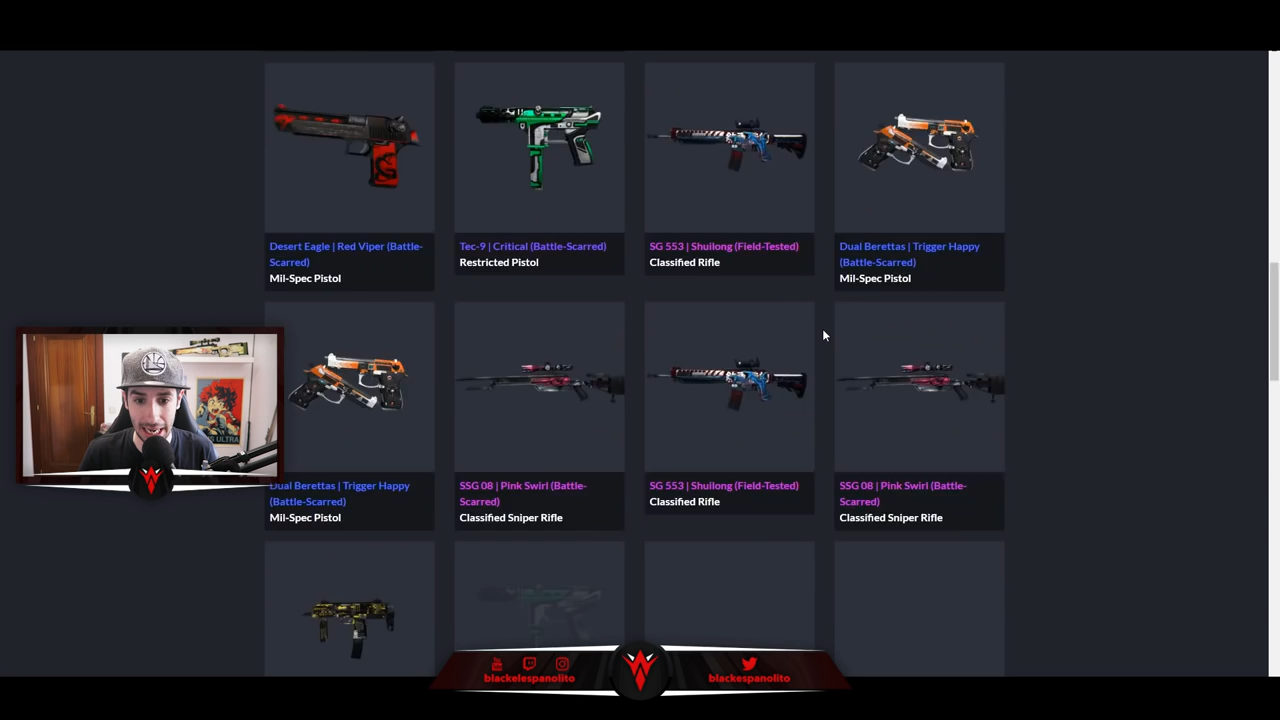 Desert Eagle | Red Viper (Battle-
Scarred)
Mil-Spec Pistol
Tec-9 | Critical (Battle-Scarred)
Restricted Pistol
SG 553 | Shuilong (Field-Tested)
Classified Rifle
Dual Berettas | Trigger Happy
(Battle-Scarred)
Mil-Spec Pistol
Dual Berettas | Trigger Happy
(Battle-Scarred)
Mil-Spec Pistol
SSG 08 | Pink Swirl (Battle-
Scarred)
Classified Sniper Rifle
SG 553 | Shuilong (Field-Tested)
Classified Rifle
SSG 08 | Pink Swirl (Battle-
Scarred)
Classified Sniper Rifle
ULTRA
blackelespanolito
blackespanolito